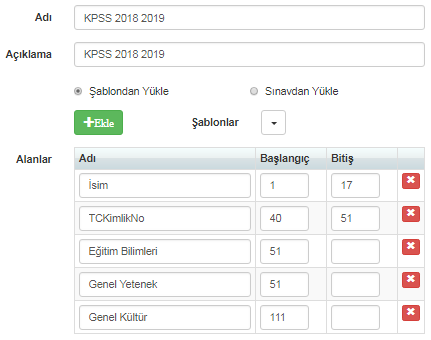 Adı KPSS 2018 2019
Açıklama KPSS 2018 2019
Şablondan Yükle Sınavdan Yükle
Ekle Şablonlar
Alanlar Adı Başlangıç Bitiş
İsim 1 17
TCKimlikNo 40 51
Eğitim Bilimleri 51
Genel Yetenek 51
Genel Kültür 111